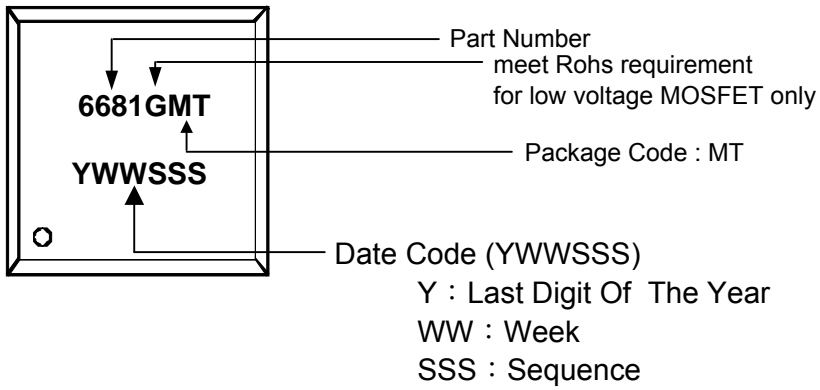 Part Number
meet Rohs requirement
for low voltage MOSFET only
6681GMT
Package Code : MT
YWWSSS
Date Code (YWWSSS)
Y：Last Digit Of The Year
WW：Week
SSS：Sequence